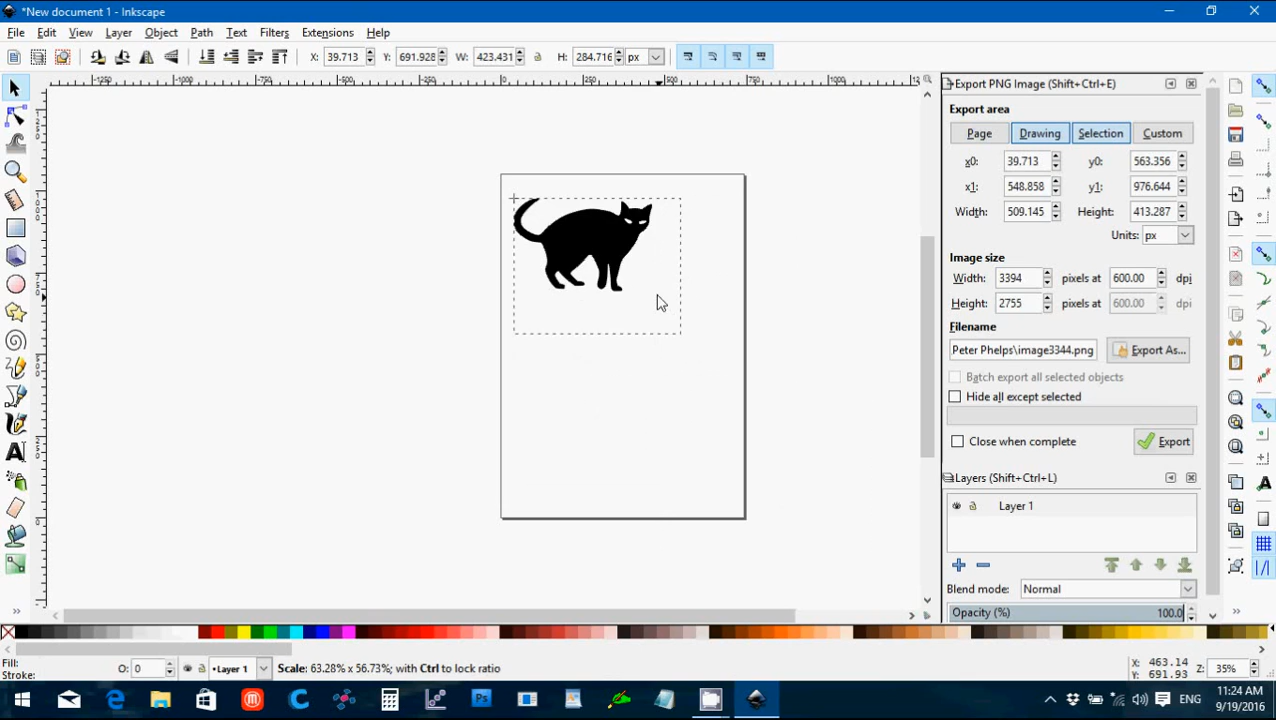 *New document 1 - Inkscape
File Edit View Layer Object Path Text Filters Extensions Help
X: 39.713 Y: 691.928 W: 423.431 H: 284.716 px
Export PNG Image (Shift+Ctrl+E)
Export area
Page Drawing Selection Custom
x0: 39.713 y0: 563.356
x1: 548.858 y1: 976.644
Width: 509.145 Height: 413.287
Units: px
Image size
Width: 3394 pixels at 600.00 dpi
Height: 2755 pixels at 600.00 dpi
Filename
Peter Phelps\image3344.png Export As...
Batch export all selected objects
Hide all except selected
Close when complete Export
Layers (Shift+Ctrl+L)
Layer 1
Blend mode: Normal
Opacity (%) 100.0
Fill:
Stroke:
O: 0 •Layer 1 Scale: 63.28% x 56.73%; with Ctrl to lock ratio
X: 463.14
Y: 691.93
Z: 35%
ENG
11:24 AM
9/19/2016